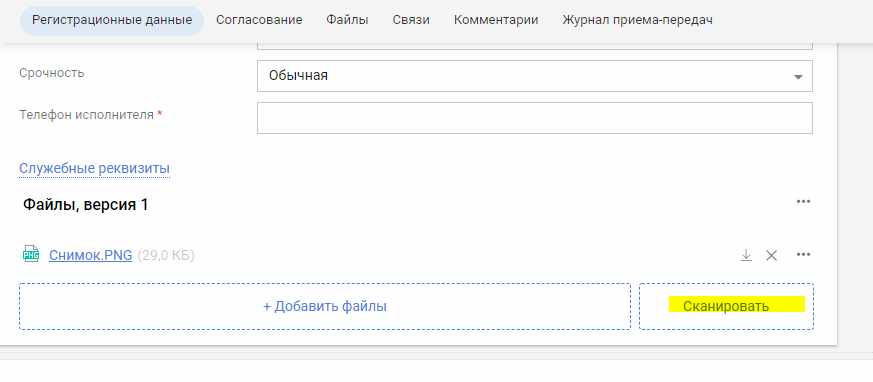 Регистрационные данные Согласование Файлы Связи Комментарии Журнал приема-передач
Срочность Обычная
Телефон исполнителя *
Служебные реквизиты
Файлы, версия 1
PNG Снимок.PNG (29,0 КБ)
+ Добавить файлы Сканировать